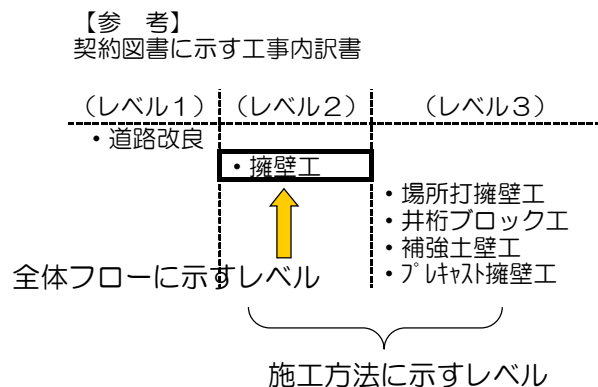 【参　考】
契約図書に示す工事内訳書
（レベル１）（レベル２）　（レベル３）
・道路改良
・擁壁工
・場所打擁壁工
・井桁ブロック工
・補強土壁工
・ﾌﾟﾚｷｬｽﾄ擁壁工
全体フローに示すレベル
施工方法に示すレベル